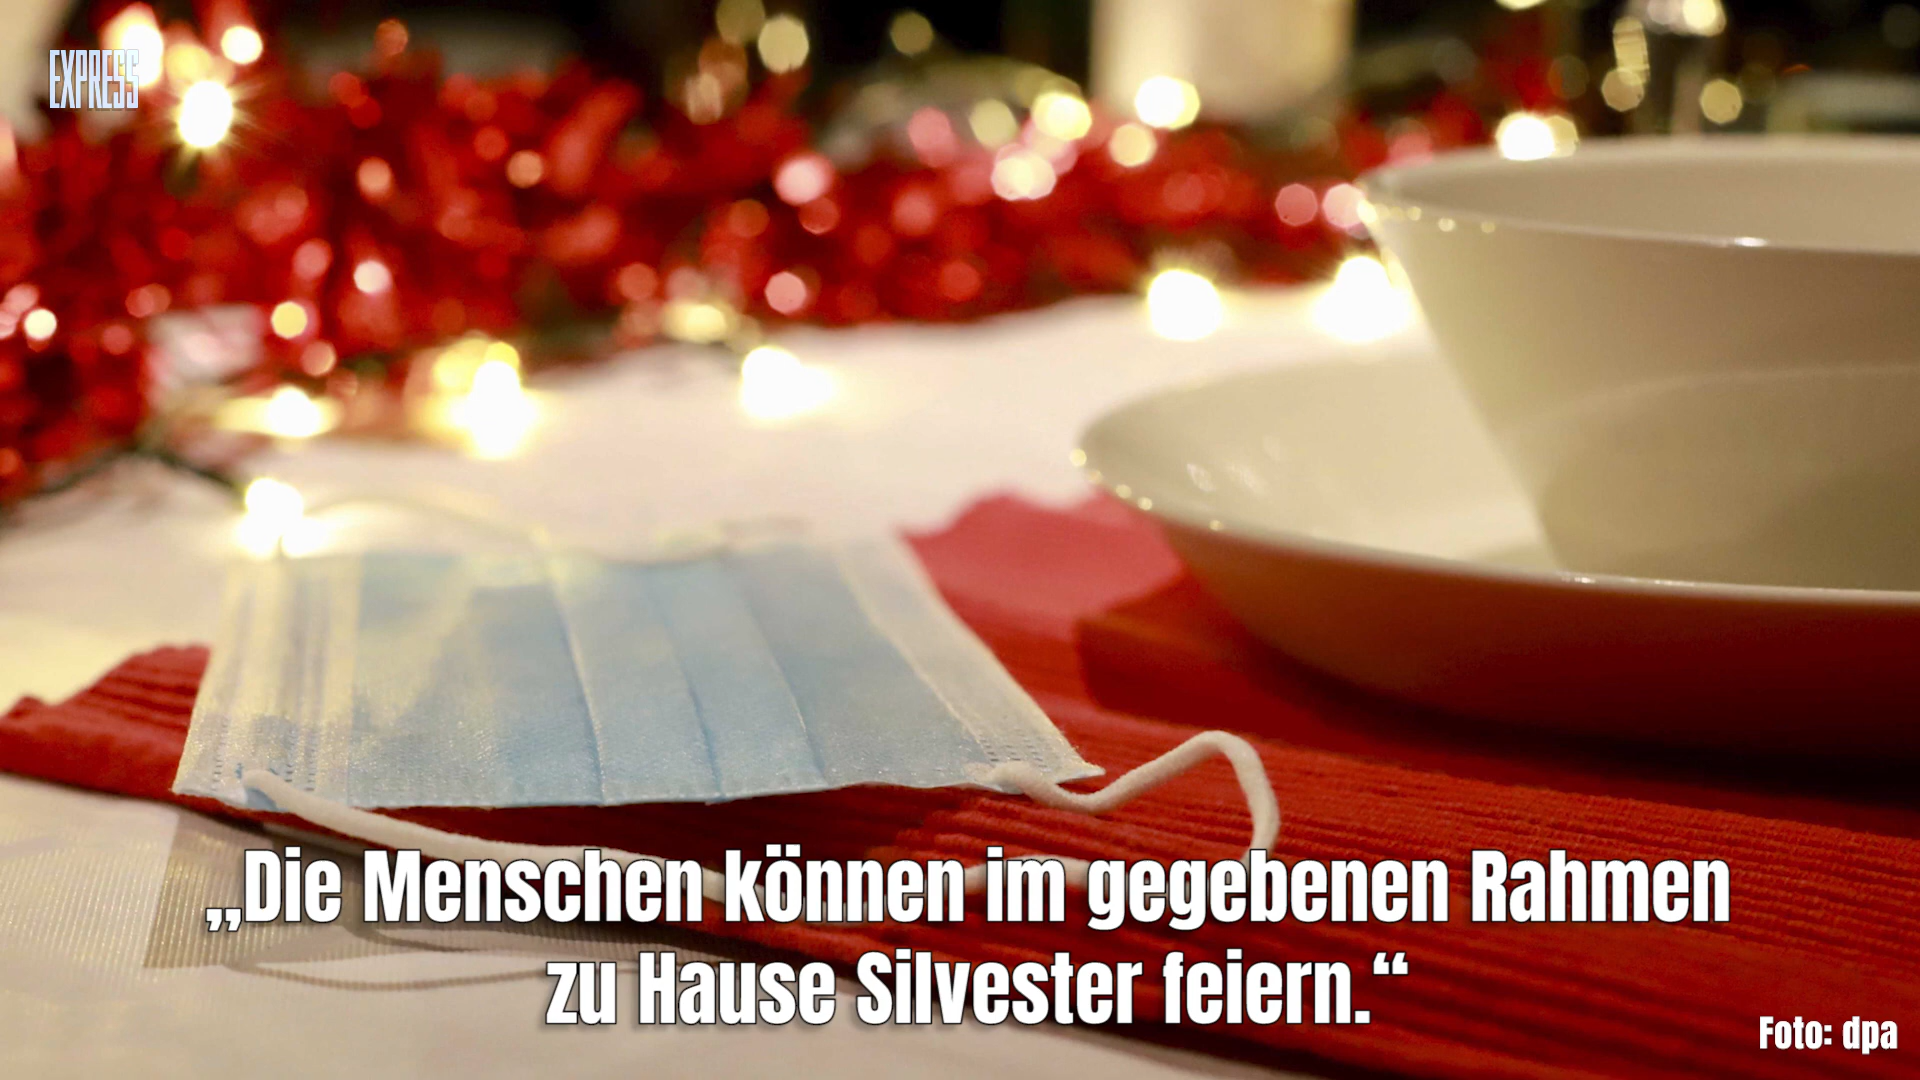 EXPRESS
„Die Menschen können im gegebenen Rahmen
zu Hause Silvester feiern.“
Foto: dpa